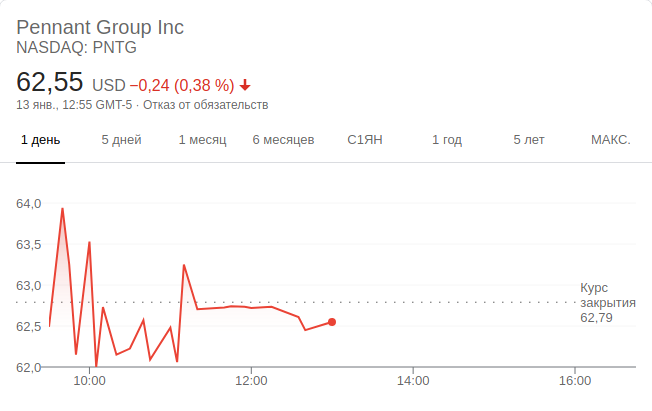 Pennant Group Inc
NASDAQ: PNTG
62,55 USD −0,24 (0,38 %)
13 янв., 12:55 GMT-5 · Отказ от обязательств
1 день 5 дней 1 месяц 6 месяцев С1ЯН 1 год 5 лет МАКС.
64,0
63,5
63,0
62,5
62,0
Курс
закрытия
62,79
10:00 12:00 14:00 16:00